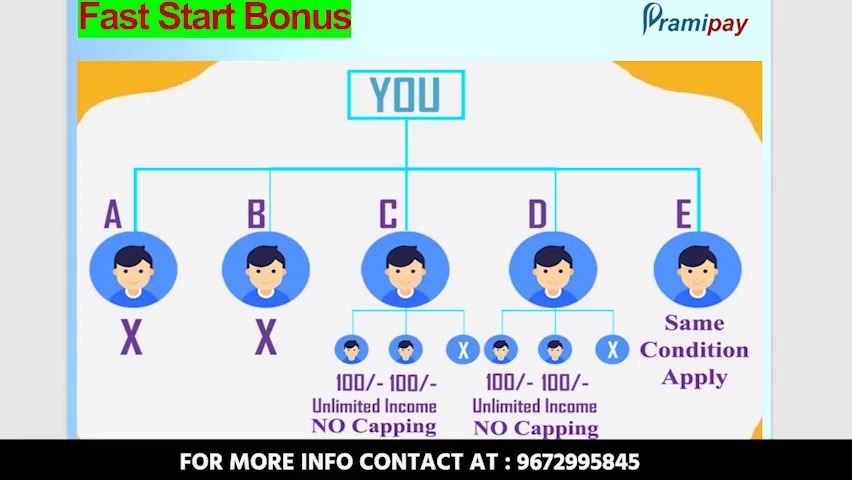 Fast Start Bonus
Pramipay
YOU
A B C D E
X X
X X
100/- 100/- 100/- 100/-
Unlimited Income Unlimited Income
NO Capping NO Capping
Same
Condition
Apply
FOR MORE INFO CONTACT AT : 9672995845